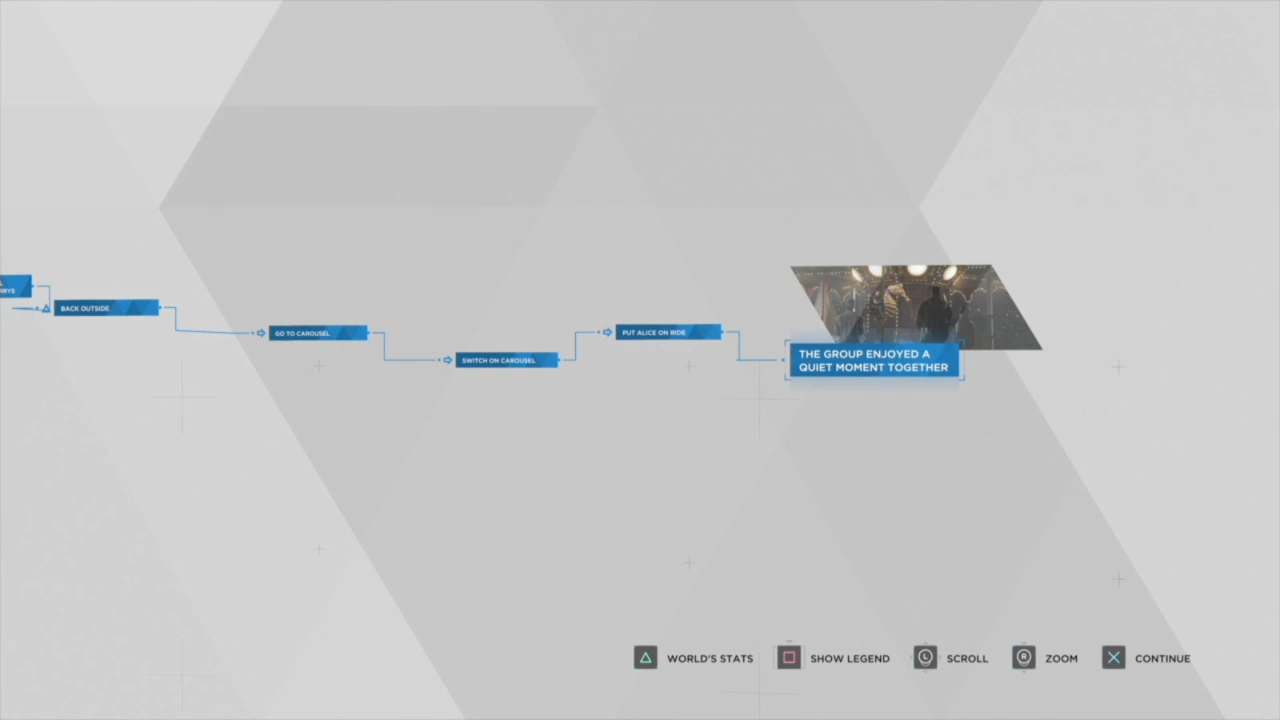 RRYS
BACK OUTSIDE
GO TO CAROUSEL
SWITCH ON CAROUSEL
PUT ALICE ON RIDE
THE GROUP ENJOYED A
QUIET MOMENT TOGETHER
WORLD'S STATS
SHOW LEGEND
L
SCROLL
R
ZOOM
CONTINUE